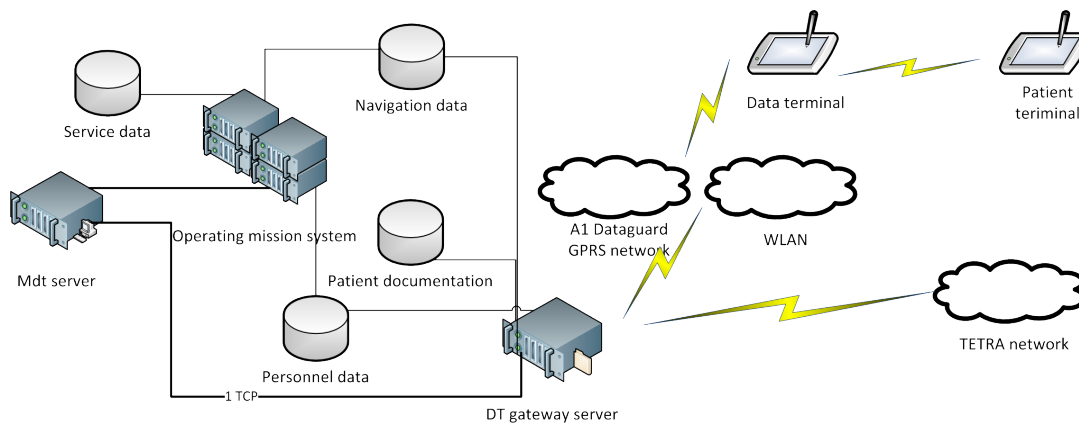 Data terminal
Patient
terminal
Navigation data
Service data
A1 Dataguard
GPRS network
WLAN
Operating mission system
Mdt server
Patient documentation
TETRA network
Personnel data
1 TCP
DT gateway server